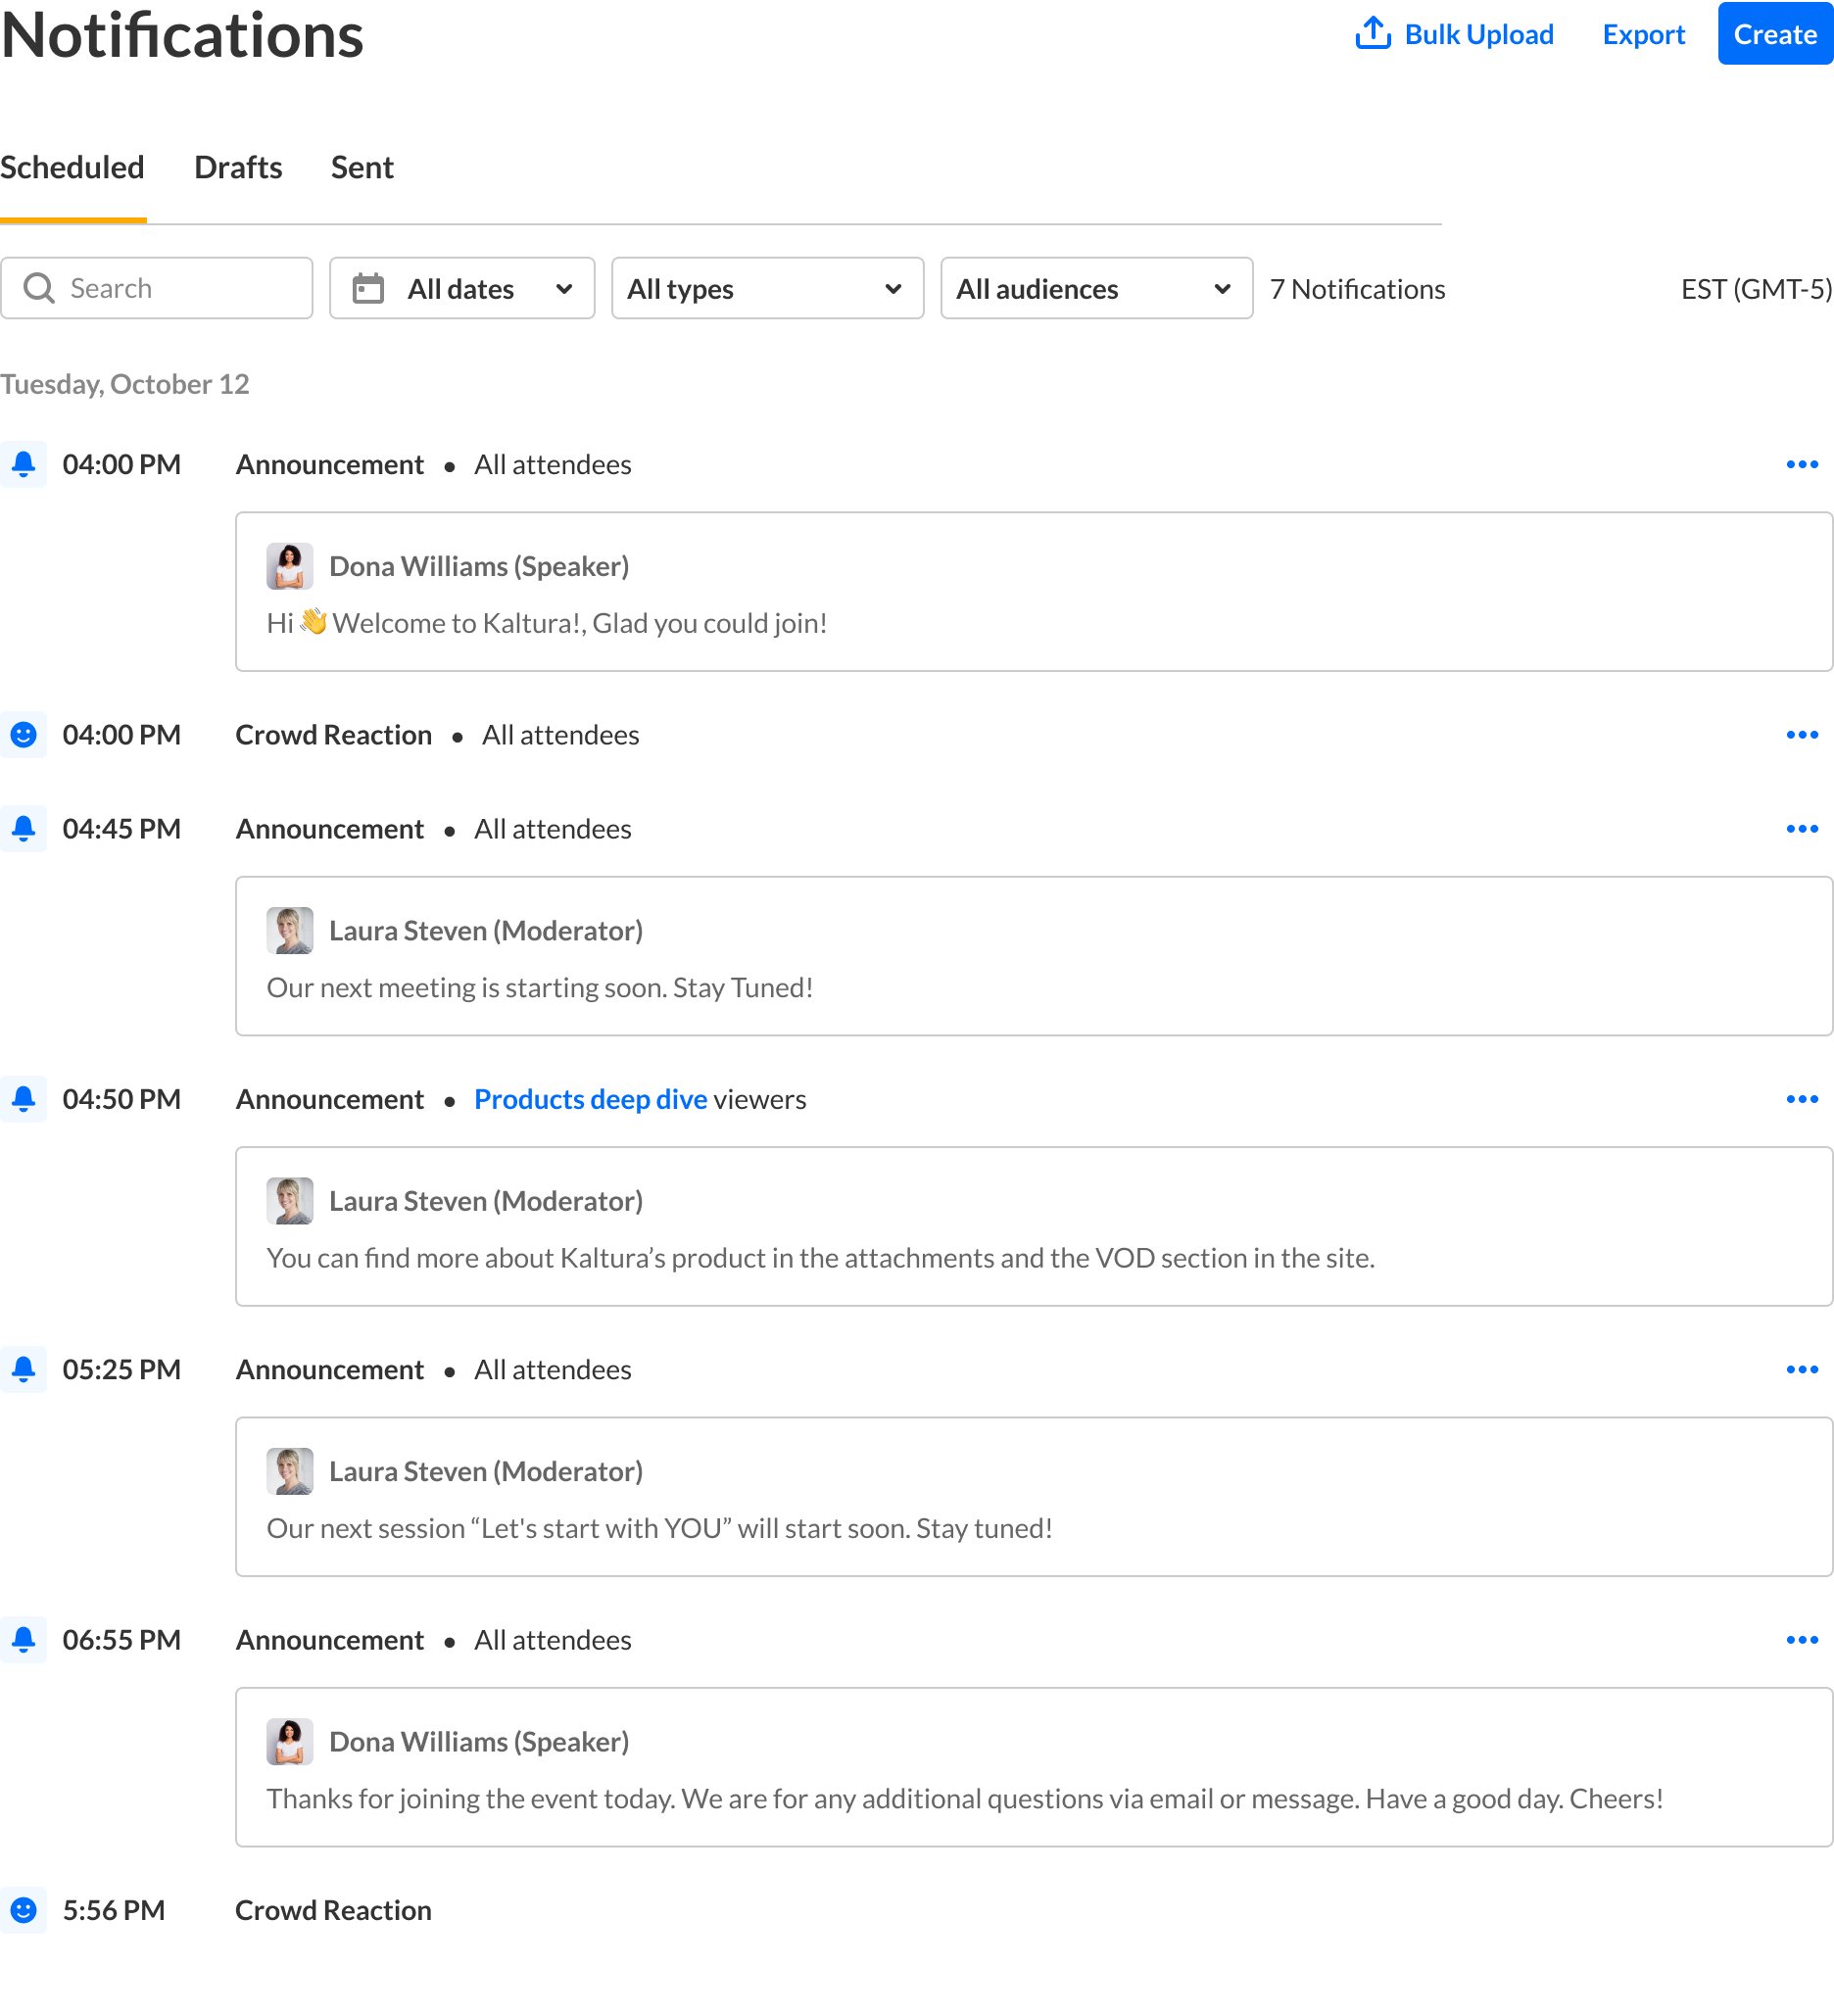 Notifications
Bulk Upload Export Create
Scheduled Drafts Sent
Search All dates All types All audiences 7 Notifications EST (GMT-5)
Tuesday, October 12
04:00 PM Announcement • All attendees
Dona Williams (Speaker)
Hi 👋 Welcome to Kaltura!, Glad you could join!
04:00 PM Crowd Reaction • All attendees
04:45 PM Announcement • All attendees
Laura Steven (Moderator)
Our next meeting is starting soon. Stay Tuned!
04:50 PM Announcement • Products deep dive viewers
Laura Steven (Moderator)
You can find more about Kaltura’s product in the attachments and the VOD section in the site.
05:25 PM Announcement • All attendees
Laura Steven (Moderator)
Our next session “Let's start with YOU” will start soon. Stay tuned!
06:55 PM Announcement • All attendees
Dona Williams (Speaker)
Thanks for joining the event today. We are for any additional questions via email or message. Have a good day. Cheers!
5:56 PM Crowd Reaction